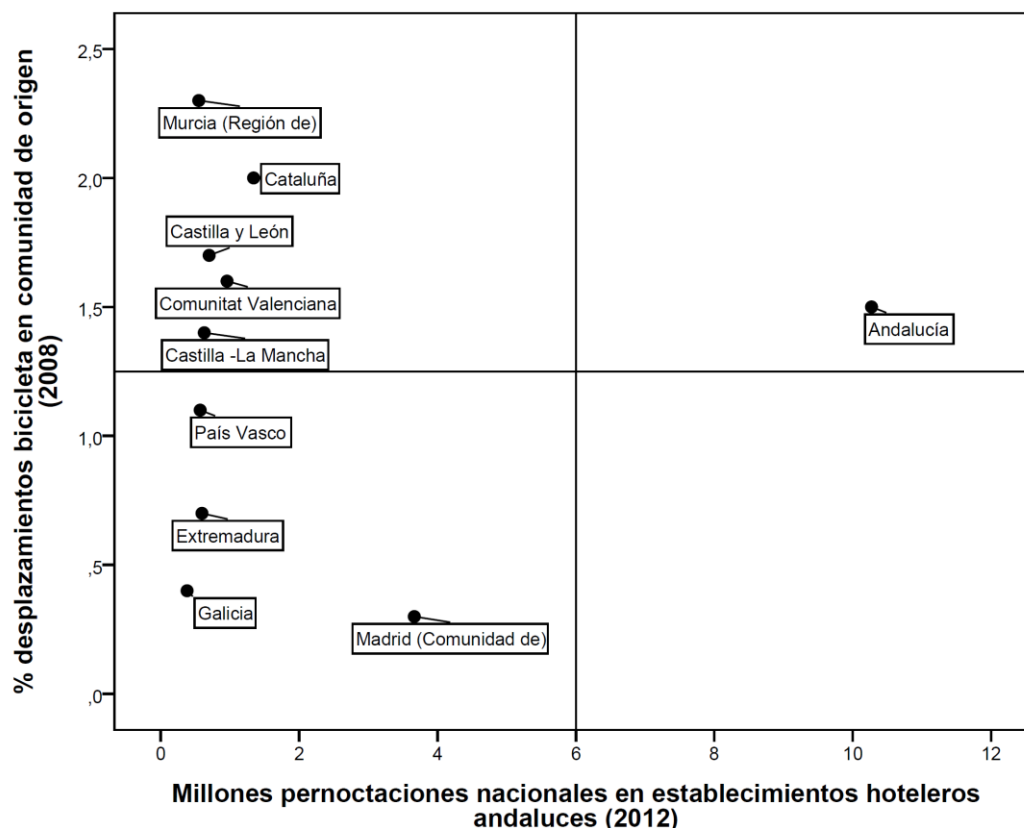 % desplazamientos bicicleta en comunidad de origen
(2008)
2,5
2,0
1,5
1,0
,5
,0
Murcia (Región de)
Cataluña
Castilla y León
Comunitat Valenciana
Castilla -La Mancha
Andalucía
País Vasco
Extremadura
Galicia
Madrid (Comunidad de)
0 2 4 6 8 10 12
Millones pernoctaciones nacionales en establecimientos hoteleros
andaluces (2012)